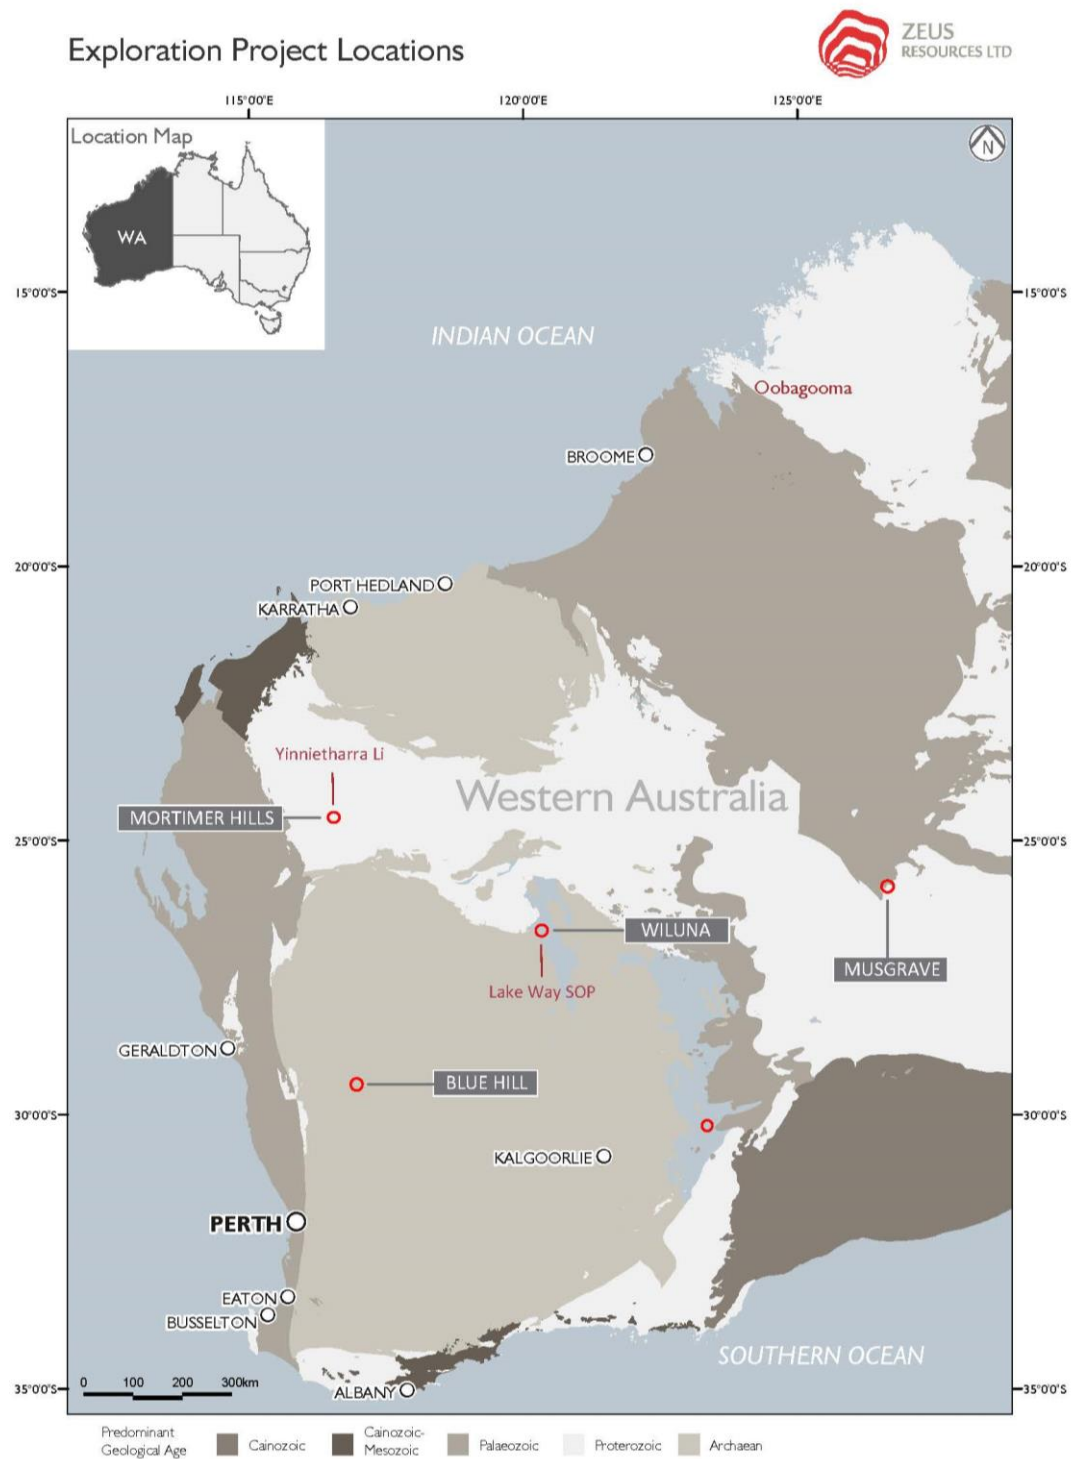 Exploration Project Locations
ZEUS
RESOURCES LTD
115°0'0"E
120°0'0"E
125°0'0"E
Location Map
N
WA
15°0'0"S
15°0'0"S
INDIAN OCEAN
Oobagooma
BROOME
20°0'0"S
20°0'0"S
PORT HEDLAND
KARRATHA
Yinnietharra Li
Western Australia
MORTIMER HILLS
25°0'0"S
25°0'0"S
WILUNA
MUSGRAVE
Lake Way SOP
GERALDTON
BLUE HILL
30°0'0"S
30°0'0"S
KALGOORLIE
PERTH
EATON
BUSSELTON
SOUTHERN OCEAN
0 100 200 300km
35°0'0"S
35°0'0"S
ALBANY
Predominant
Geological Age
Cainozoic
Cainozoic-
Mesozoic
Palaeozoic
Proterozoic
Archaean